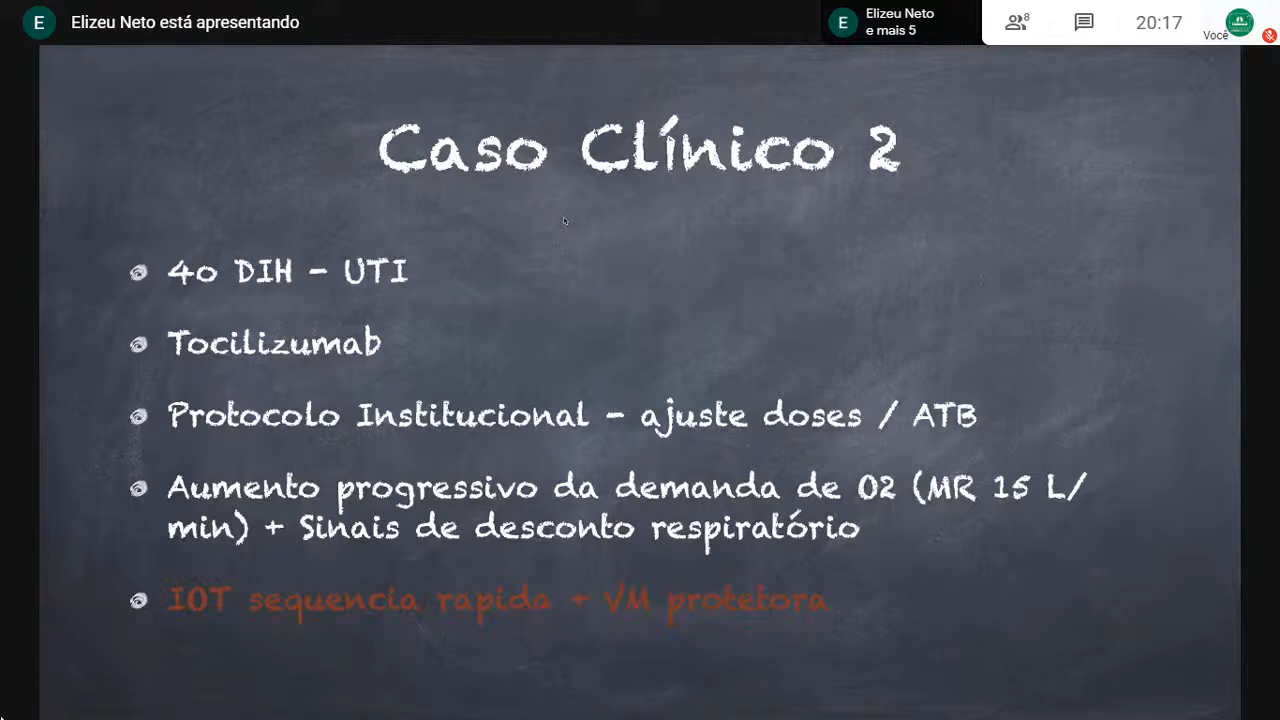 E Elizeu Neto está apresentando
E Elizeu Neto
e mais 5
8
20:17
Você
Caso Clínico 2
4o DIH - UTI
Tocilizumab
Protocolo Institucional - ajuste doses / ATB
Aumento progressivo da demanda de O2 (MR 15 L/
min) + Sinais de desconto respiratório
IOT sequencia rapida + VM protetora